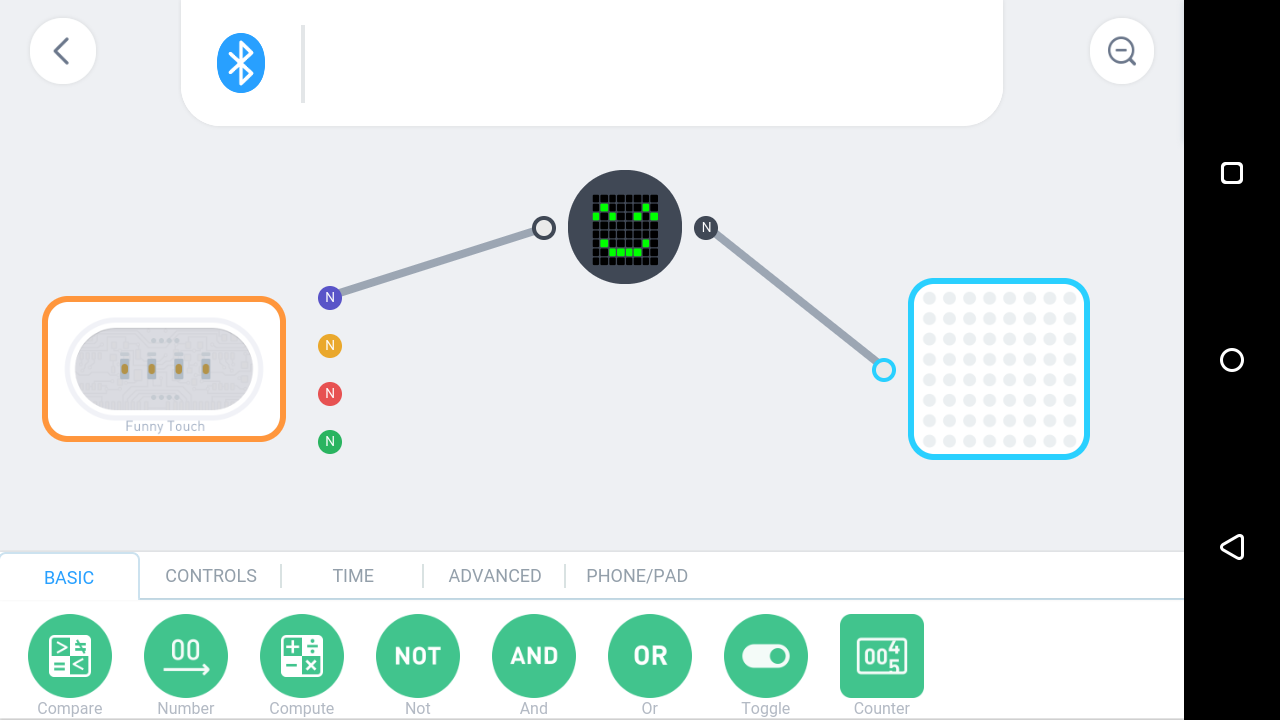 N
N
N
N
N
Funny Touch
BASIC
CONTROLS
TIME
ADVANCED
PHONE/PAD
00
NOT
AND
OR
0045
Compare
Number
Compute
Not
And
Or
Toggle
Counter